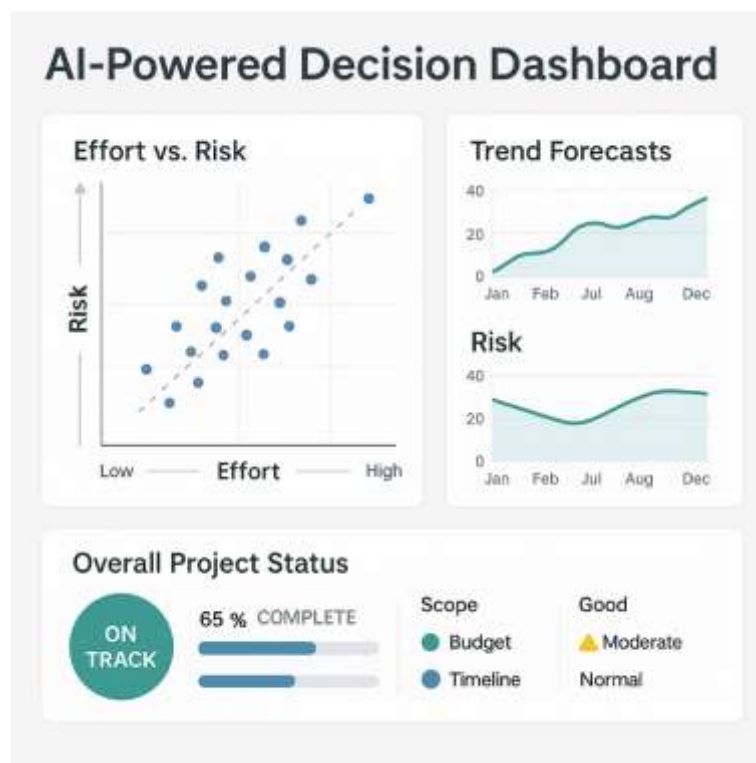 AI-Powered Decision Dashboard
Effort vs. Risk
Risk
Low Effort High
Trend Forecasts
40
20
0
Jan Feb Jul Aug Dec
Risk
40
20
0
Jan Feb Jul Aug Dec
Overall Project Status
ON
TRACK
65 % COMPLETE
Scope Good
Budget Moderate
Timeline Normal